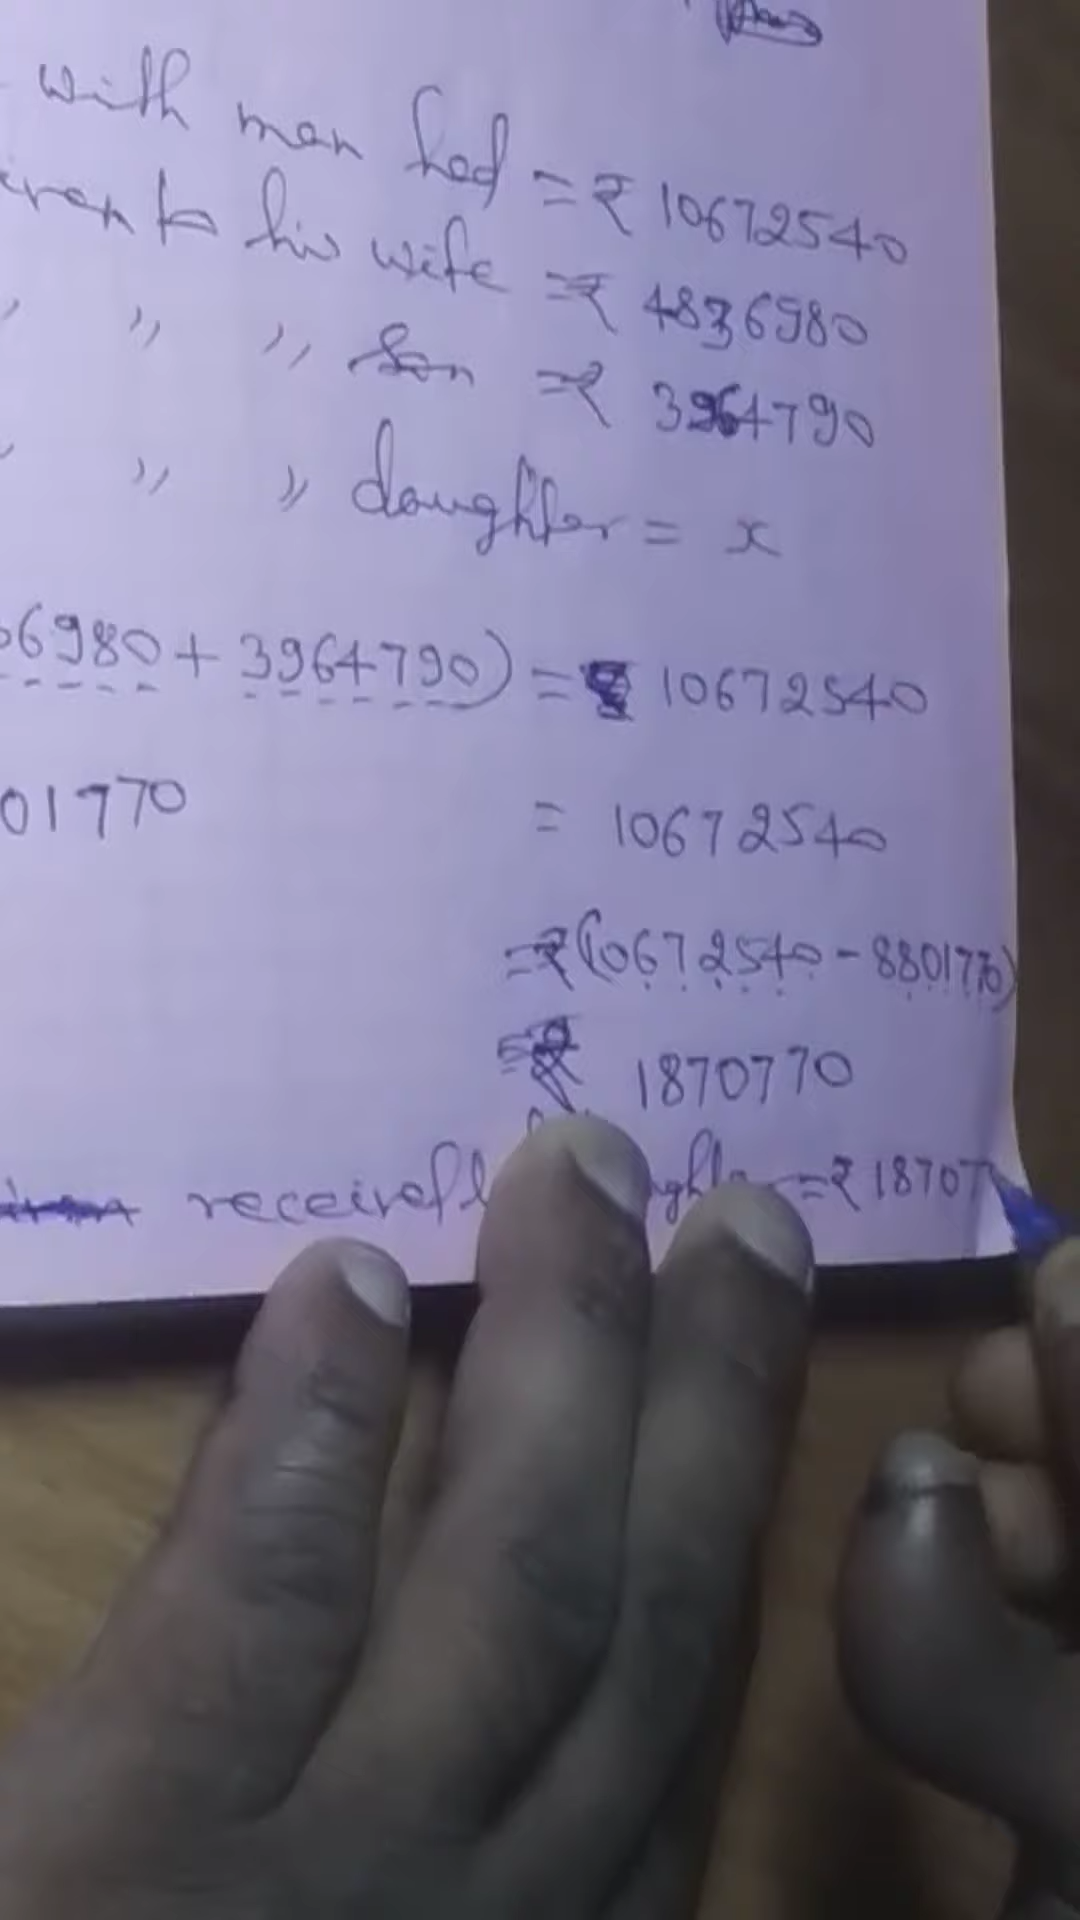 with man had = ₹ 10672540
to his wife = ₹ 4836980
" " " son = ₹ 3964790
" " " daughter = x
6980 + 3964790) = 10672540
01770 = 10672540
= ₹(10672540 - 8801770)
= ₹ 1870770
= ₹ 18707